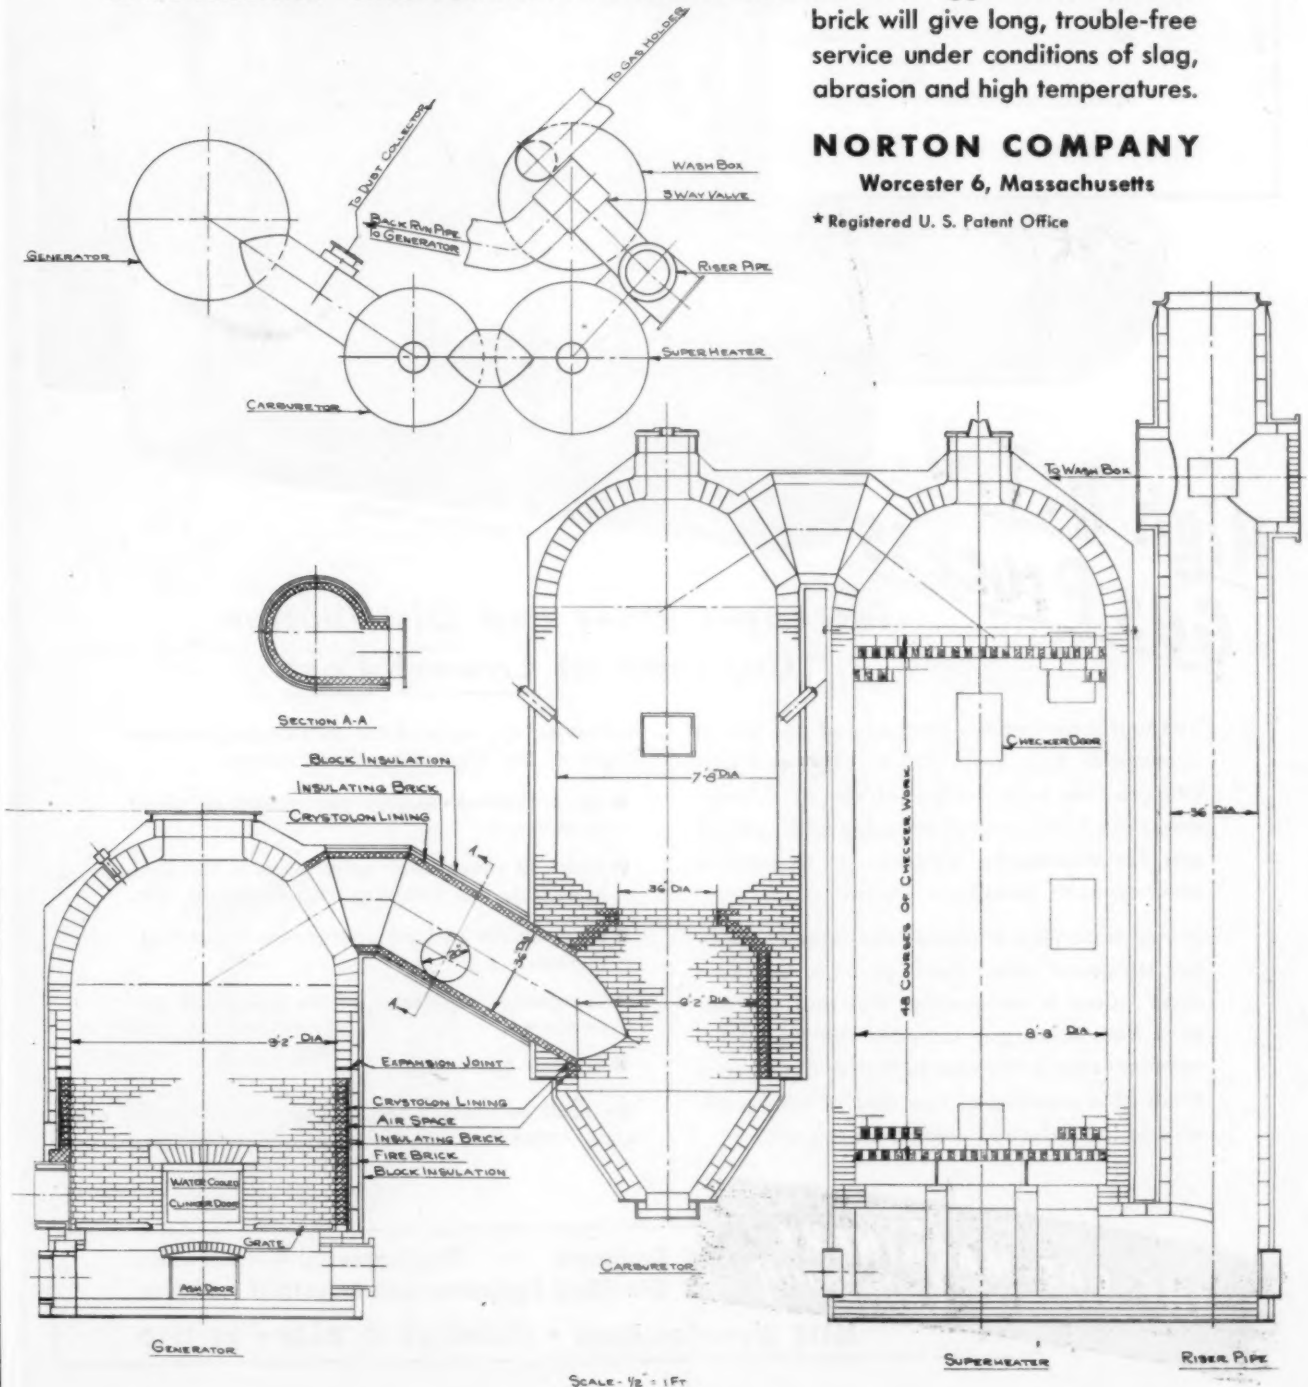 brick will give long, trouble-free
service under conditions of slag,
abrasion and high temperatures.
NORTON COMPANY
Worcester 6, Massachusetts
* Registered U. S. Patent Office
TO GAS HOLDER
TO DUST COLLECTOR
WASH BOX
3 WAY VALVE
BACK RUN PIPE
TO GENERATOR
GENERATOR
RISER PIPE
SUPER HEATER
CARBURETOR
TO WASH BOX
SECTION A-A
BLOCK INSULATION
INSULATING BRICK
CRYSTOLON LINING
A
A
20"
36" DIA
7'-8" DIA
36" DIA
6'-2" DIA
CHECKER DOOR
48 COURSES OF CHECKER WORK
8'-8" DIA
36" DIA
9'-2" DIA
EXPANSION JOINT
CRYSTOLON LINING
AIR SPACE
INSULATING BRICK
FIRE BRICK
BLOCK INSULATION
WATER COOLED
CLINKER DOOR
GRATE
ASH DOOR
GENERATOR
CARBURETOR
SUPERHEATER
RISER PIPE
SCALE - 1/2" = 1 FT